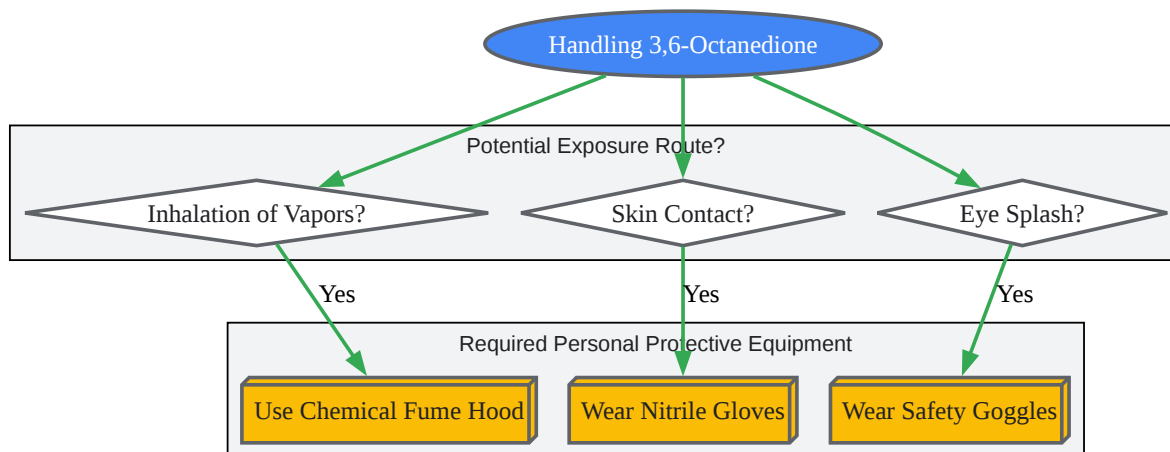 Handling 3,6-Octanedione
Potential Exposure Route?
Inhalation of Vapors?
Skin Contact?
Eye Splash?
Yes
Yes
Yes
Required Personal Protective Equipment
Use Chemical Fume Hood
Wear Nitrile Gloves
Wear Safety Goggles